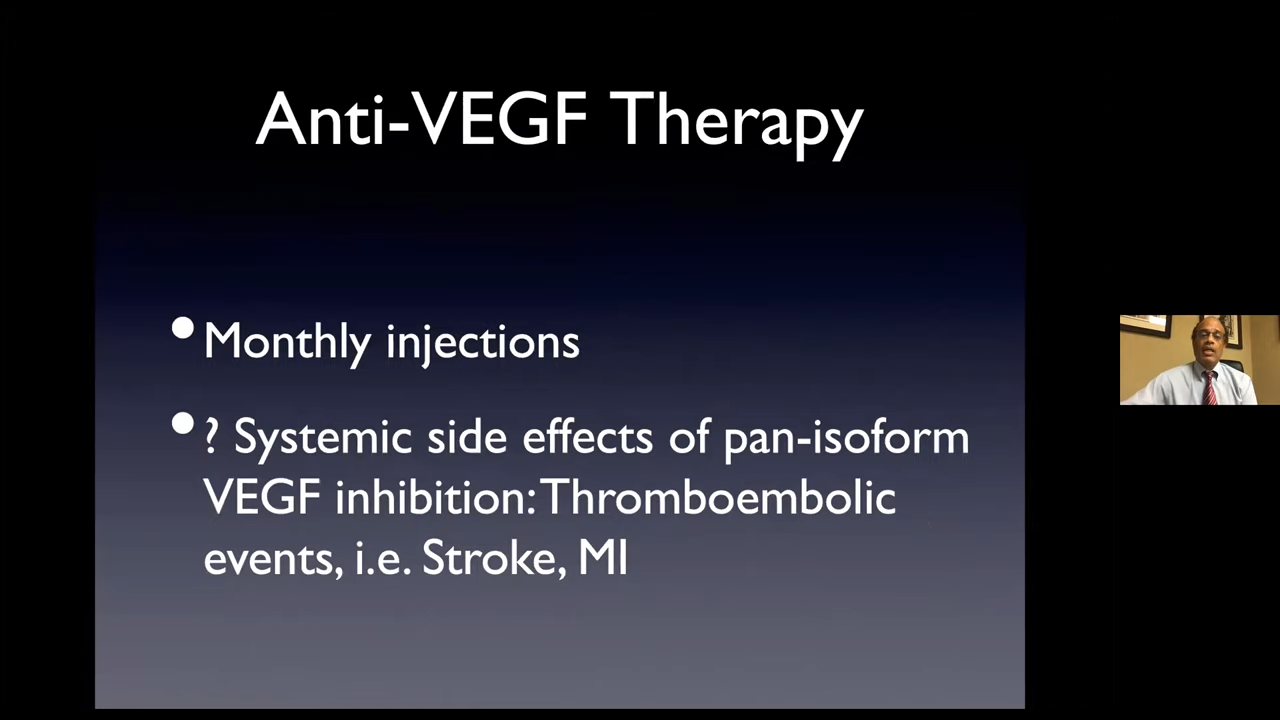 Anti-VEGF Therapy
•Monthly injections
•? Systemic side effects of pan-isoform
VEGF inhibition: Thromboembolic
events, i.e. Stroke, MI